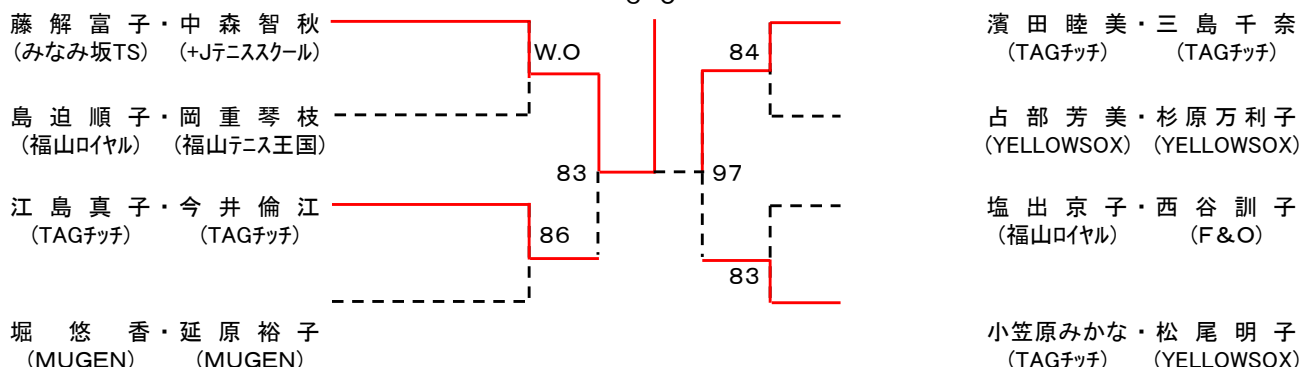 藤解富子・中森智秋
(みなみ坂TS) (+Jテニススクール)
W.O
島迫順子・岡重琴枝
(福山ロイヤル) (福山テニス王国)
83
江島真子・今井倫江
(TAGチッチ) (TAGチッチ)
86
堀悠香・延原裕子
(MUGEN) (MUGEN)
濱田睦美・三島千奈
(TAGチッチ) (TAGチッチ)
84
占部芳美・杉原万利子
(YELLOWSOX) (YELLOWSOX)
97
塩出京子・西谷訓子
(福山ロイヤル) (F&O)
83
小笠原みかな・松尾明子
(TAGチッチ) (YELLOWSOX)